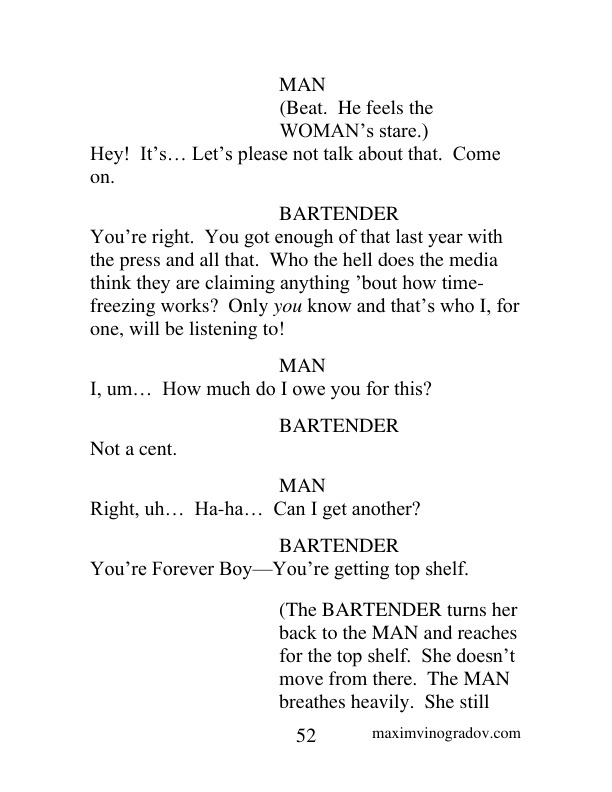 MAN
(Beat.  He feels the
WOMAN’s stare.)
Hey!  It’s… Let’s please not talk about that.  Come
on.
BARTENDER
You’re right.  You got enough of that last year with
the press and all that.  Who the hell does the media
think they are claiming anything ’bout how time-
freezing works?  Only you know and that’s who I, for
one, will be listening to!
MAN
I, um…  How much do I owe you for this?
BARTENDER
Not a cent.
MAN
Right, uh…  Ha-ha…  Can I get another?
BARTENDER
You’re Forever Boy—You’re getting top shelf.
(The BARTENDER turns her
back to the MAN and reaches
for the top shelf.  She doesn’t
move from there.  The MAN
breathes heavily.  She still
52 maximvinogradov.com